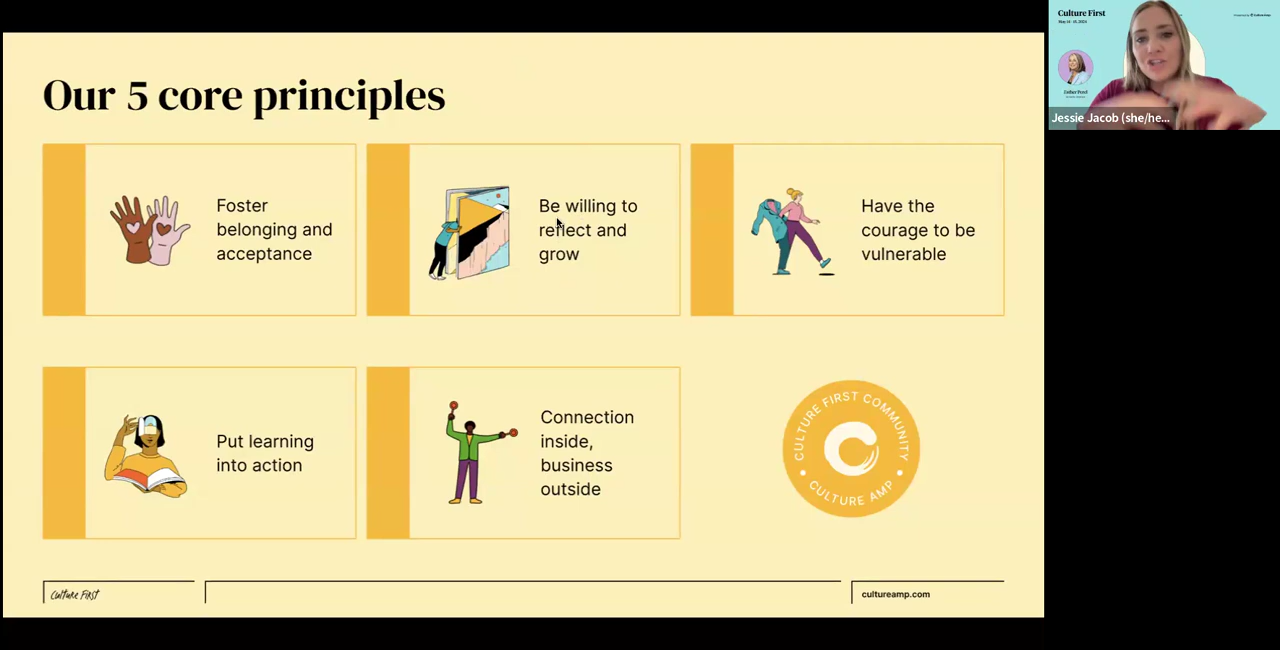 Our 5 core principles
Foster
belonging and
acceptance
Be willing to
reflect and
grow
Have the
courage to be
vulnerable
Put learning
into action
Connection
inside,
business
outside
CULTURE FIRST COMMUNITY
CULTURE AMP
Culture First
cultureamp.com
Culture First
Esther Perel
Jessie Jacob (she/he...